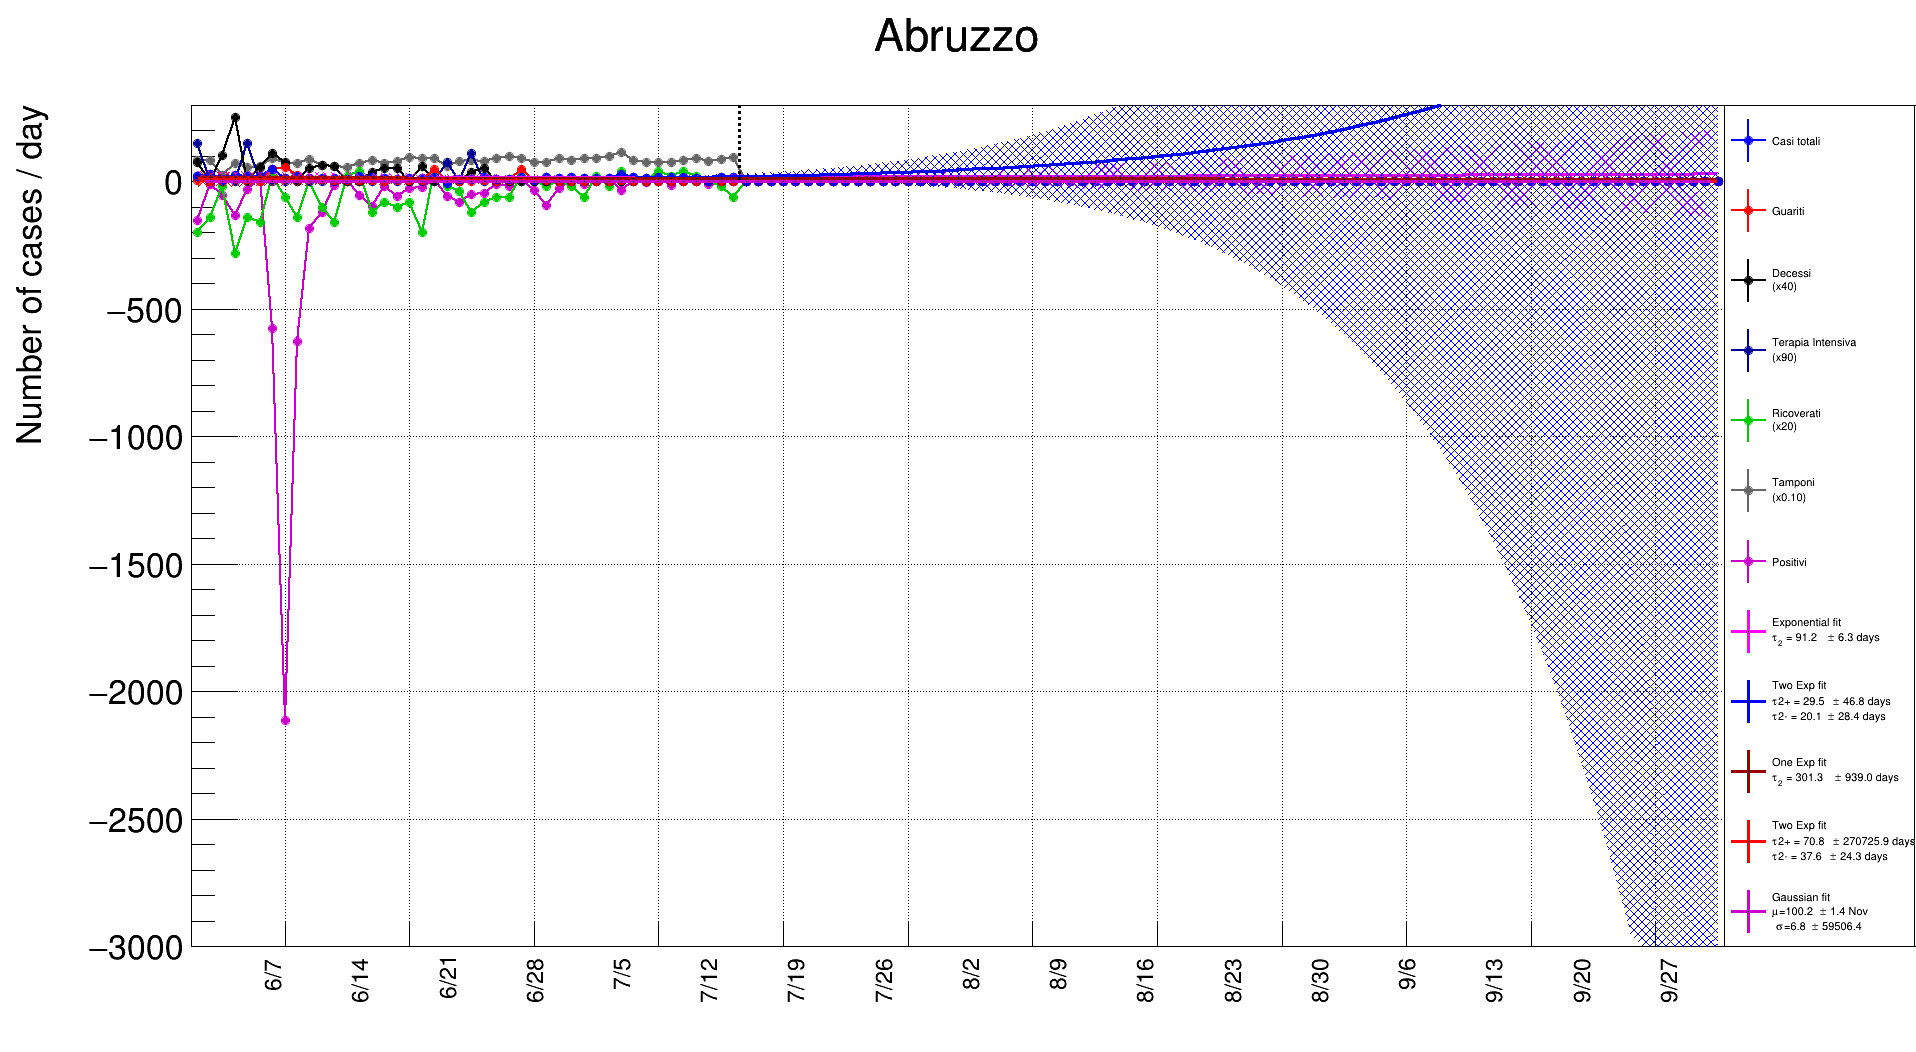 Abruzzo
Number of cases / day
0
−500
−1000
−1500
−2000
−2500
−3000
6/7
6/14
6/21
6/28
7/5
7/12
7/19
7/26
8/2
8/9
8/16
8/23
8/30
9/6
9/13
9/20
9/27
Casi totali
Guariti
Decessi
(x40)
Terapia Intensiva
(x90)
Ricoverati
(x20)
Tamponi
(x0.10)
Positivi
Exponential fit
τ2 = 91.2 ± 6.3 days
Two Exp fit
τ2+ = 29.5 ± 46.8 days
τ2- = 20.1 ± 28.4 days
One Exp fit
τ2 = 301.3 ± 939.0 days
Two Exp fit
τ2+ = 70.8 ± 270725.9 days
τ2- = 37.6 ± 24.3 days
Gaussian fit
μ=100.2 ± 1.4 Nov
σ=6.8 ± 59506.4